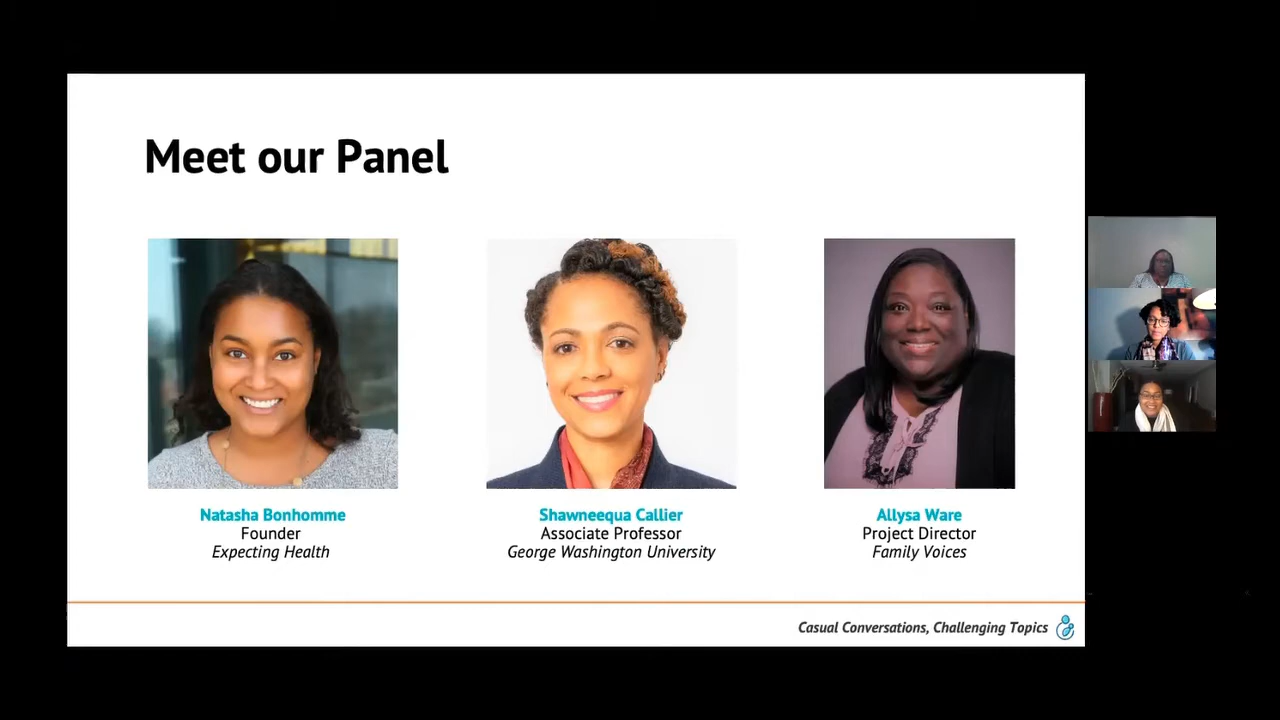 Meet our Panel
Natasha Bonhomme
Founder
Expecting Health
Shawneequa Callier
Associate Professor
George Washington University
Allysa Ware
Project Director
Family Voices
Casual Conversations, Challenging Topics